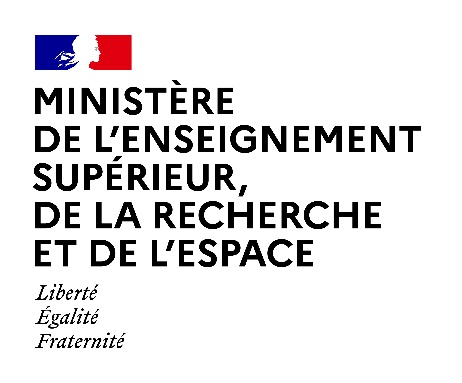 MINISTÈRE
DE L'ENSEIGNEMENT
SUPÉRIEUR,
DE LA RECHERCHE
ET DE L'ESPACE
Liberté
Égalité
Fraternité